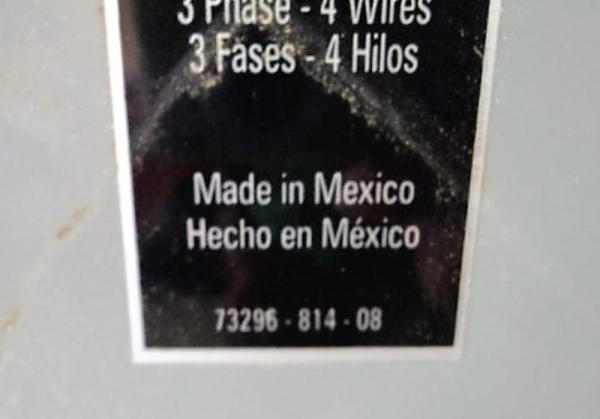 3 Phase - 4 Wires
3 Fases - 4 Hilos
Made in Mexico
Hecho en México
73296 - 814 - 08